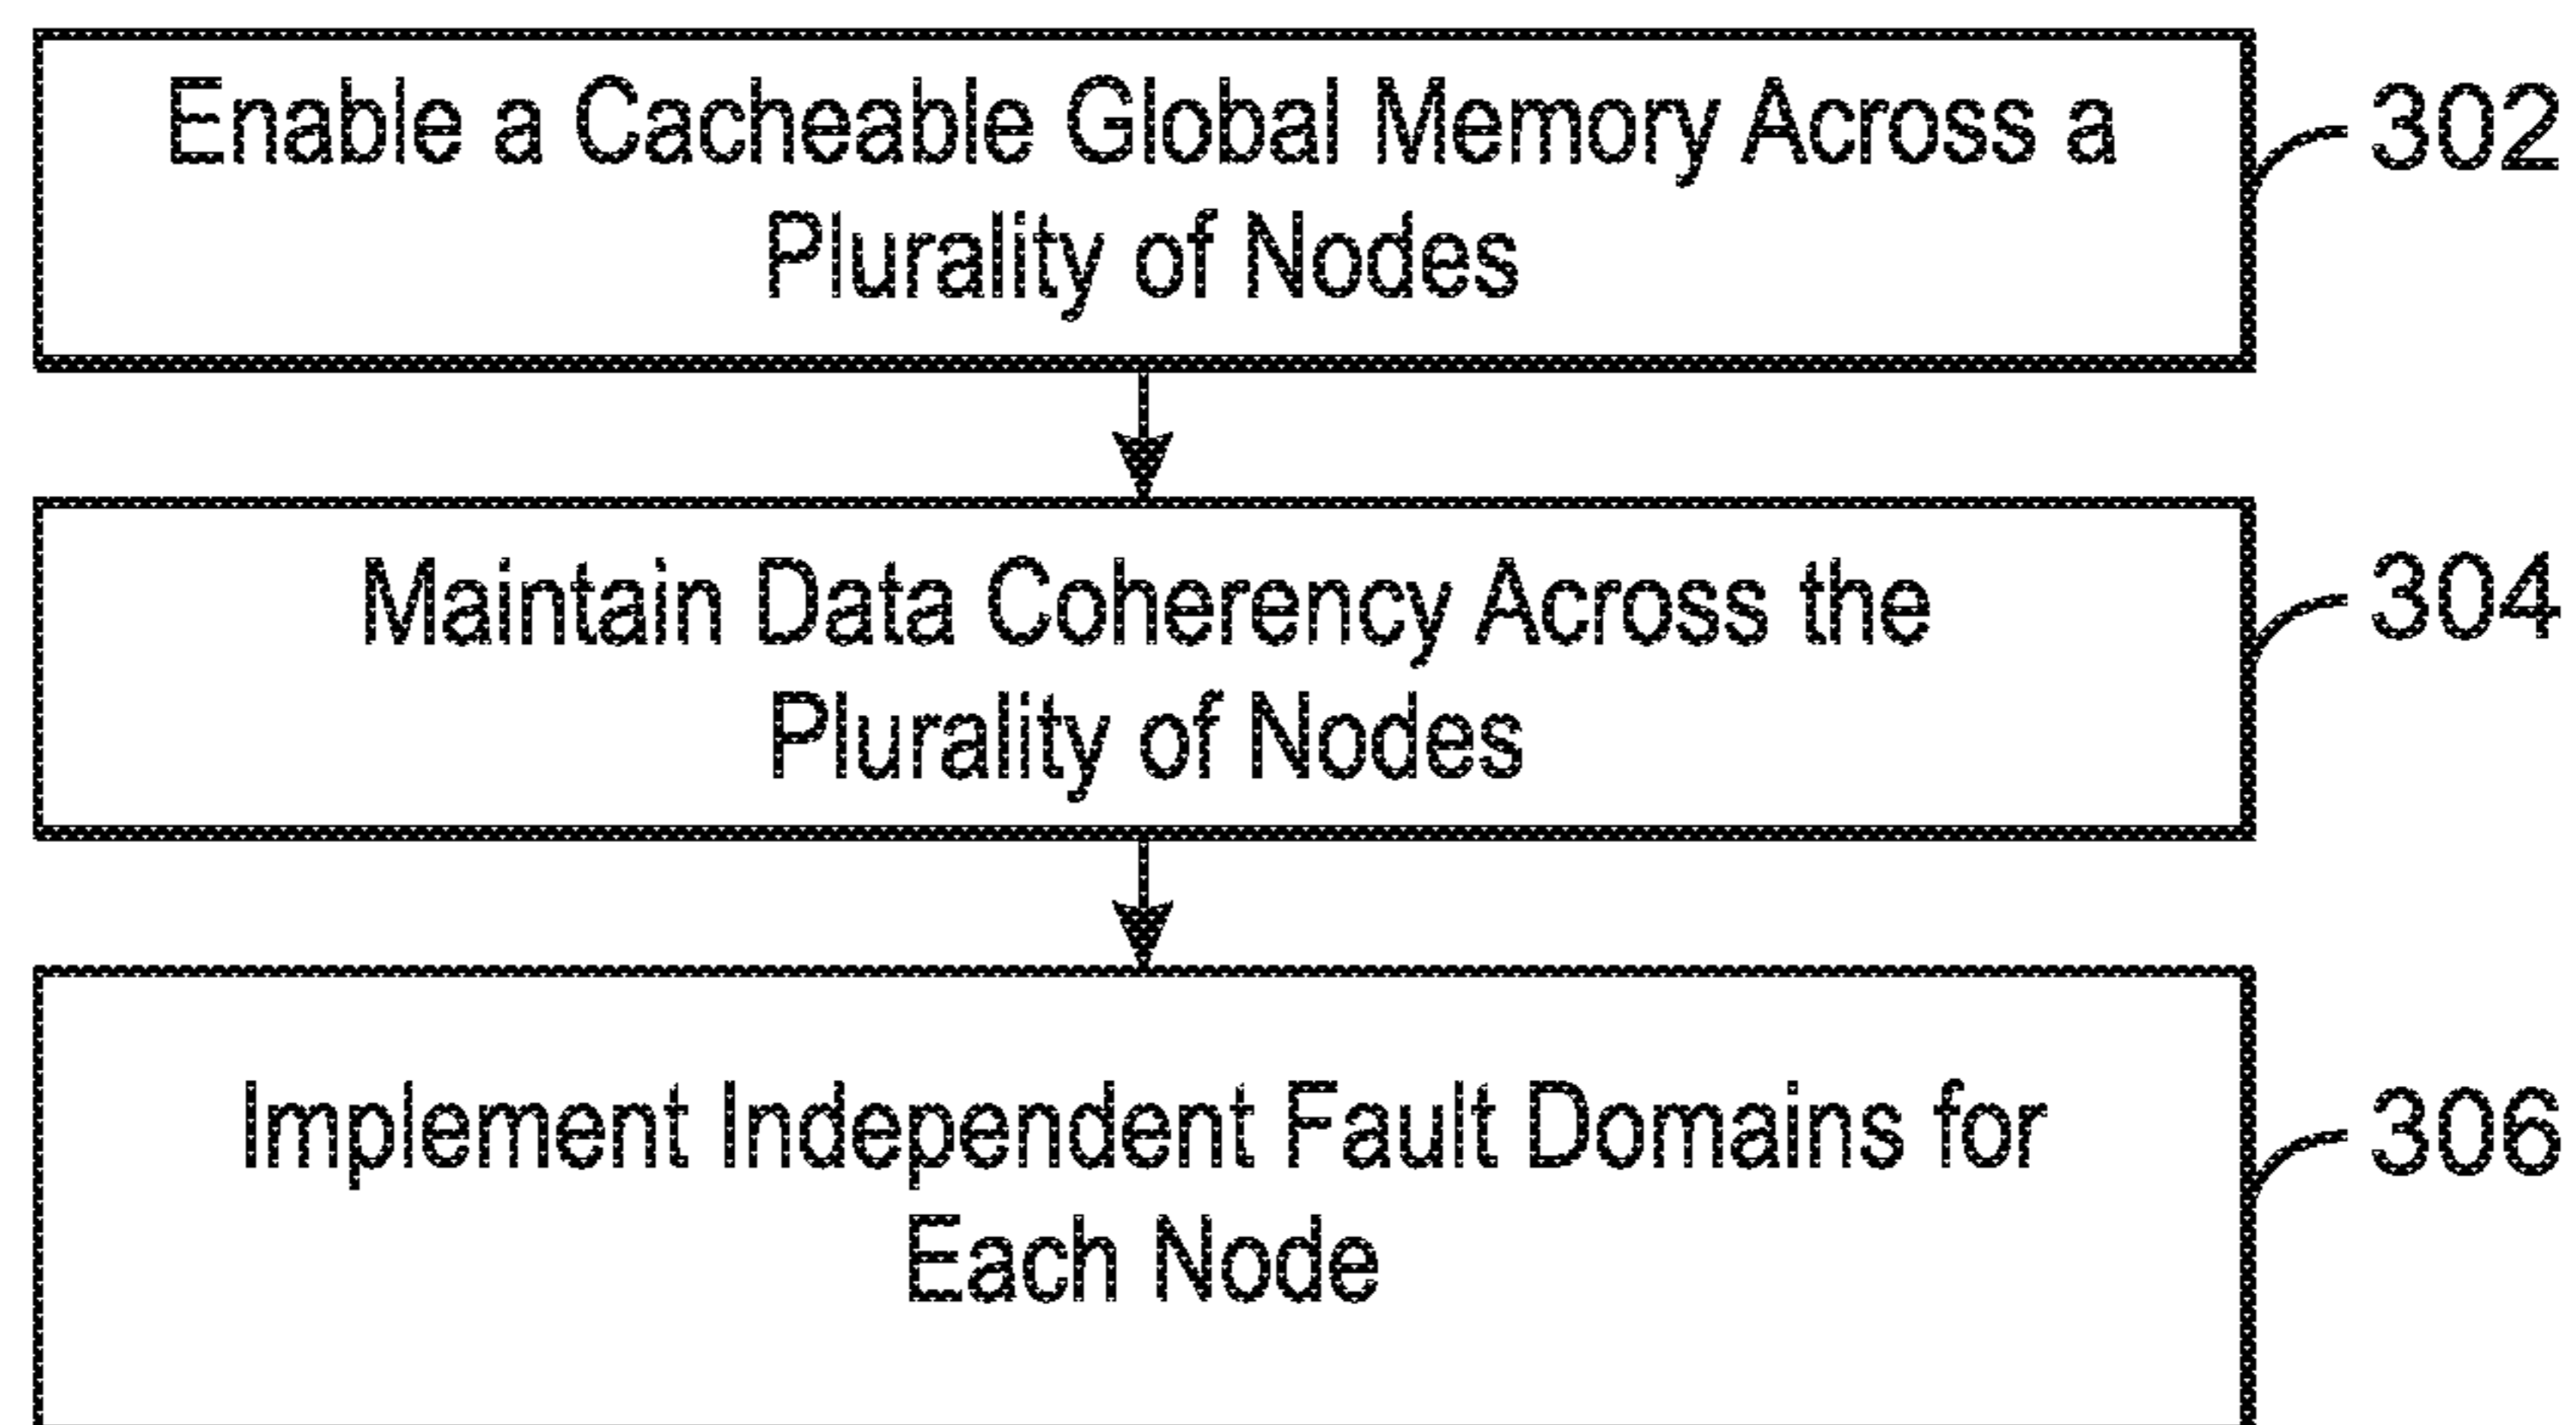 Enable a Cacheable Global Memory Across a
Plurality of Nodes
302
Maintain Data Coherency Across the
Plurality of Nodes
304
Implement Independent Fault Domains for
Each Node
306